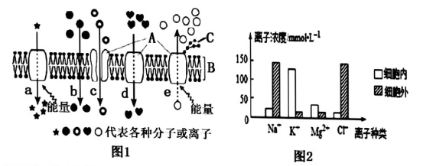 A
C
B
a
b
c
d
e
能量
能量
★●○♥代表各种分子或离子
图1
离子浓度/mmol·L⁻¹
150
100
50
0
细胞内
细胞外
Na⁺
K⁺
Mg²⁺
Cl⁻
离子种类
图2